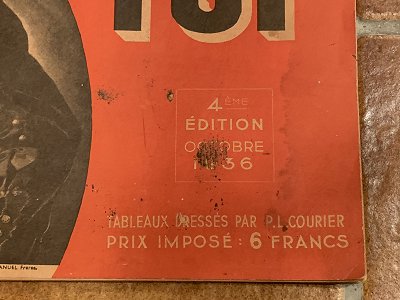 4ÈME
ÉDITION
OCTOBRE
1936
TABLEAUX DRESSÉS PAR P.L. COURIER
PRIX IMPOSÉ : 6 FRANCS